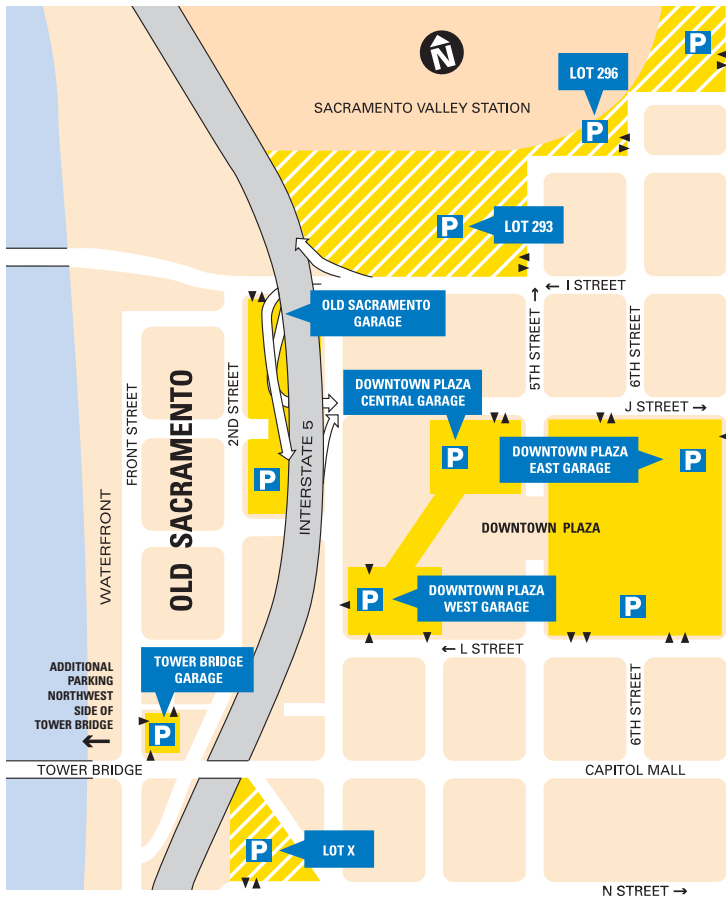 P
N
LOT 296
SACRAMENTO VALLEY STATION
P
P
LOT 293
← I STREET
OLD SACRAMENTO
GARAGE
5TH STREET →
6TH STREET
DOWNTOWN PLAZA
CENTRAL GARAGE
J STREET →
2ND STREET
FRONT STREET
OLD SACRAMENTO
INTERSTATE 5
WATERFRONT
P
P
DOWNTOWN PLAZA
EAST GARAGE
P
DOWNTOWN PLAZA
P
DOWNTOWN PLAZA
WEST GARAGE
P
← L STREET
TOWER BRIDGE
GARAGE
P
ADDITIONAL
PARKING
NORTHWEST
SIDE OF
TOWER BRIDGE
←
6TH STREET
TOWER BRIDGE
CAPITOL MALL
P
LOT X
N STREET →